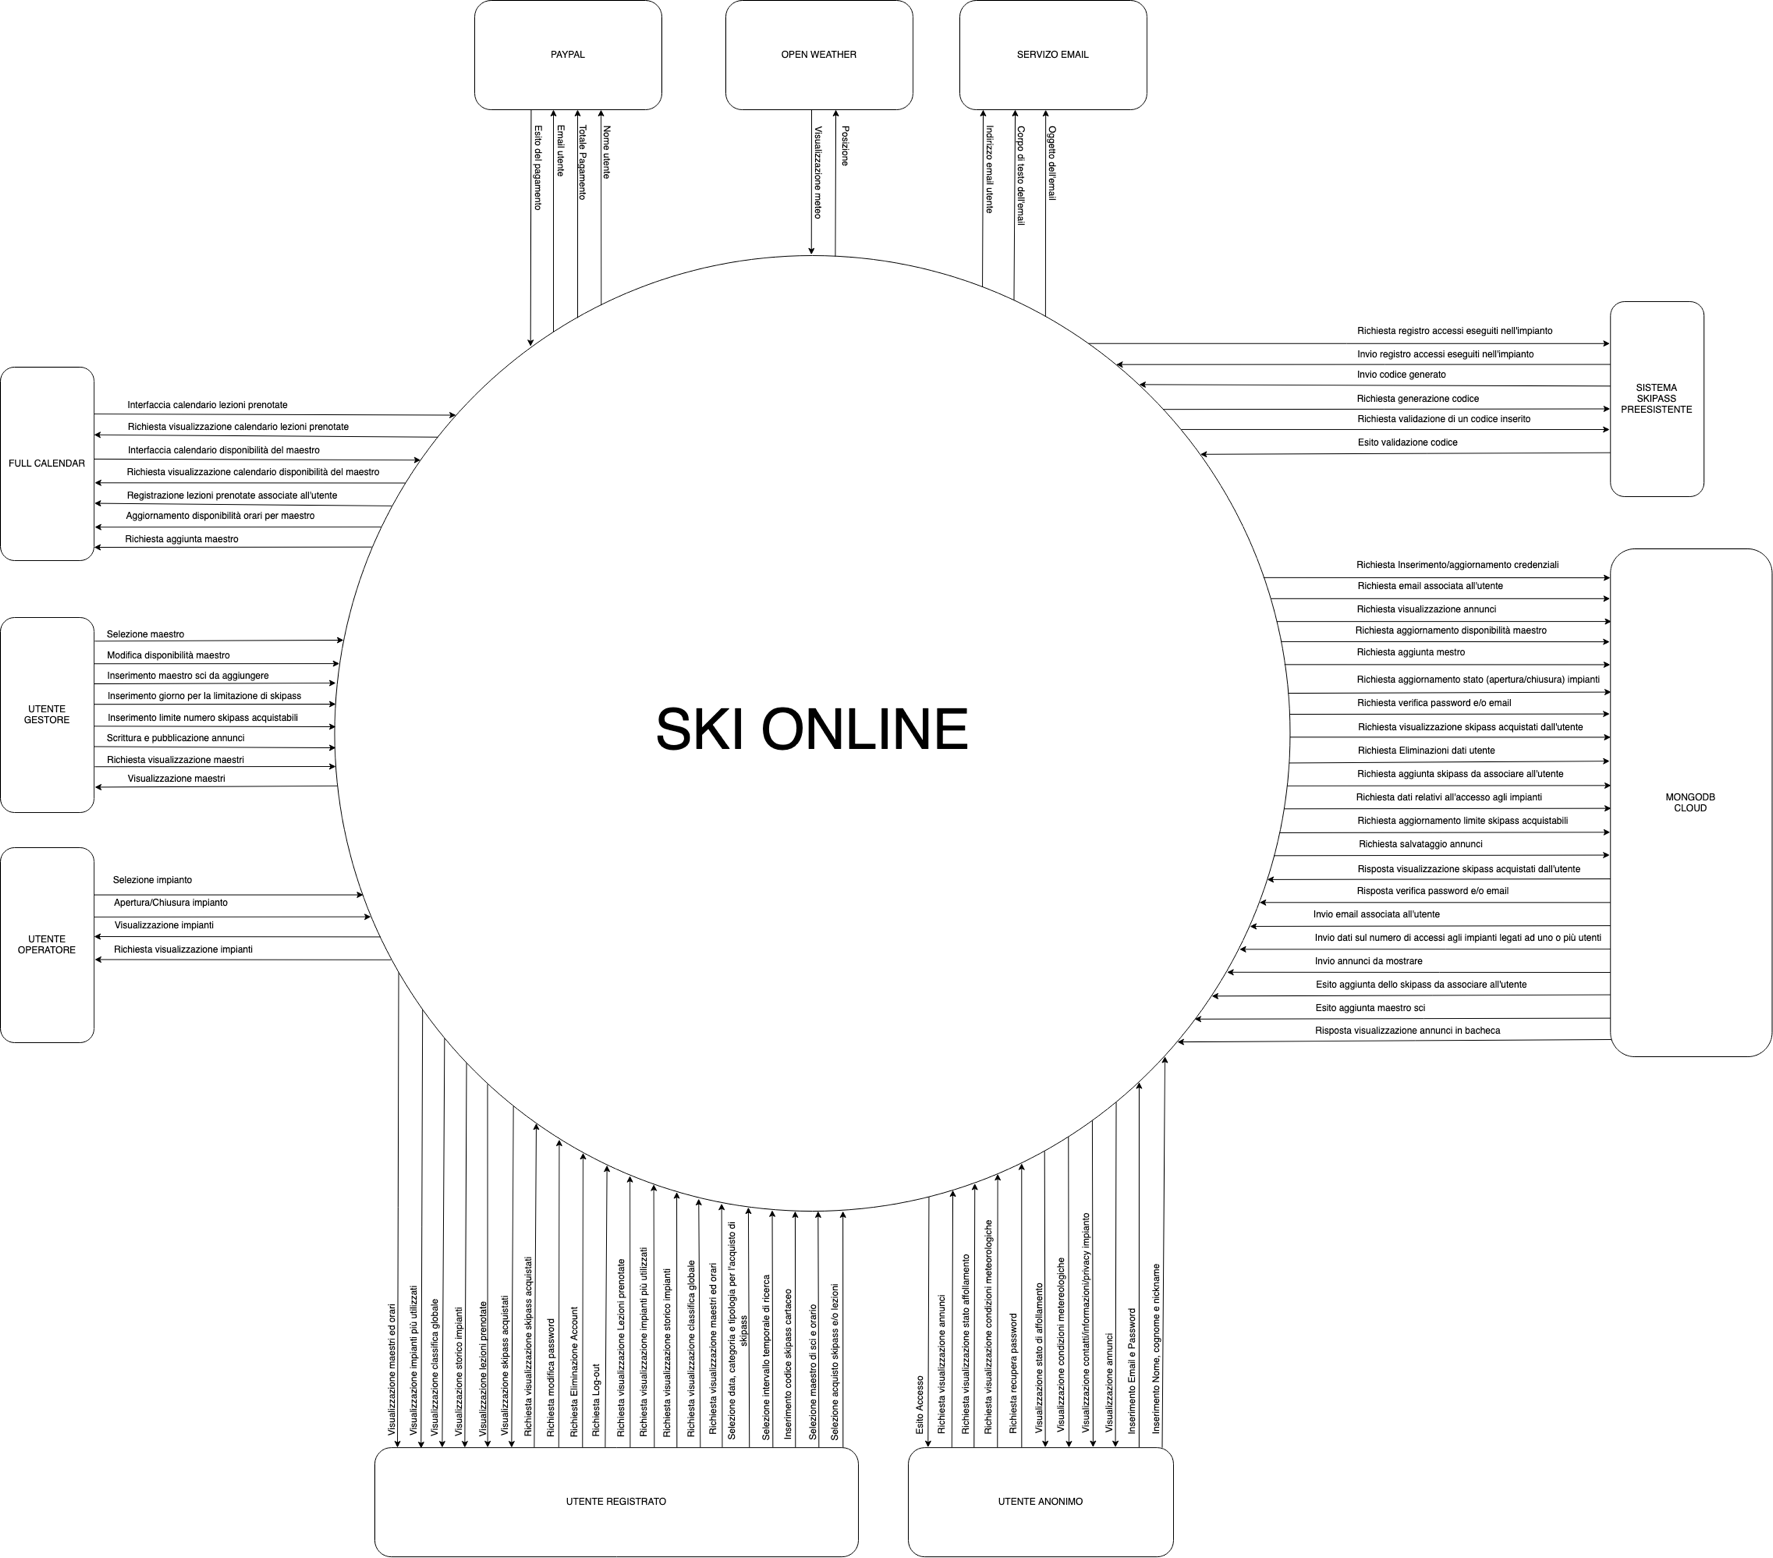 PAYPAL
OPEN WEATHER
SERVIZO EMAIL
Esito del pagamento
Email utente
Totale Pagamento
Nome utente
Visualizzazione meteo
Posizione
Indirizzo email utente
Corpo di testo dell'email
Oggetto dell'email
Richiesta registro accessi eseguiti nell'impianto
Invio registro accessi eseguiti nell'impianto
Invio codice generato
Richiesta generazione codice
Richiesta validazione di un codice inserito
Esito validazione codice
SISTEMA
SKIPASS
PREESISTENTE
FULL CALENDAR
Interfaccia calendario lezioni prenotate
Richiesta visualizzazione calendario lezioni prenotate
Interfaccia calendario disponibilità del maestro
Richiesta visualizzazione calendario disponibilità del maestro
Registrazione lezioni prenotate associate all'utente
Aggiornamento disponibilità orari per maestro
Richiesta aggiunta maestro
UTENTE
GESTORE
Selezione maestro
Modifica disponibilità maestro
Inserimento maestro sci da aggiungere
Inserimento giorno per la limitazione di skipass
Inserimento limite numero skipass acquistabili
Scrittura e pubblicazione annunci
Richiesta visualizzazione maestri
Visualizzazione maestri
SKI ONLINE
Richiesta Inserimento/aggiornamento credenziali
Richiesta email associata all'utente
Richiesta visualizzazione annunci
Richiesta aggiornamento disponibilità maestro
Richiesta aggiunta mestro
Richiesta aggiornamento stato (apertura/chiusura) impianti
Richiesta verifica password e/o email
Richiesta visualizzazione skipass acquistati dall'utente
Richiesta Eliminazioni dati utente
Richiesta aggiunta skipass da associare all'utente
Richiesta dati relativi all'accesso agli impianti
Richiesta aggiornamento limite skipass acquistabili
Richiesta salvataggio annunci
Risposta visualizzazione skipass acquistati dall'utente
Risposta verifica password e/o email
Invio email associata all'utente
Invio dati sul numero di accessi agli impianti legati ad uno o più utenti
Invio annunci da mostrare
Esito aggiunta dello skipass da associare all'utente
Esito aggiunta maestro sci
Risposta visualizzazione annunci in bacheca
MONGODB
CLOUD
UTENTE
OPERATORE
Selezione impianto
Apertura/Chiusura impianto
Visualizzazione impianti
Richiesta visualizzazione impianti
Visualizzazione maestri ed orari
Visualizzazione impianti più utilizzati
Visualizzazione classifica globale
Visualizzazione storico impianti
Visualizzazione lezioni prenotate
Visualizzazione skipass acquistati
Richiesta visualizzazione skipass acquistati
Richiesta modifica password
Richiesta Eliminazione Account
Richiesta Log-out
Richiesta visualizzazione Lezioni prenotate
Richiesta visualizzazione impianti più utilizzati
Richiesta visualizzazione storico impianti
Richiesta visualizzazione classifica globale
Richiesta visualizzazione maestri ed orari
Selezione data, categoria e tipologia per l'acquisto di
skipass
Selezione intervallo temporale di ricerca
Inserimento codice skipass cartaceo
Selezione maestro di sci e orario
Selezione acquisto skipass e/o lezioni
Esito Accesso
Richiesta visualizzazione annunci
Richiesta visualizzazione stato affollamento
Richiesta visualizzazione condizioni meteorologiche
Richiesta recupera password
Visualizzazione stato di affollamento
Visualizzazione condizioni metereologiche
Visualizzazione contatti/informazioni/privacy impianto
Visualizzazione annunci
Inserimento Email e Password
Inserimento Nome, cognome e nickname
UTENTE REGISTRATO
UTENTE ANONIMO